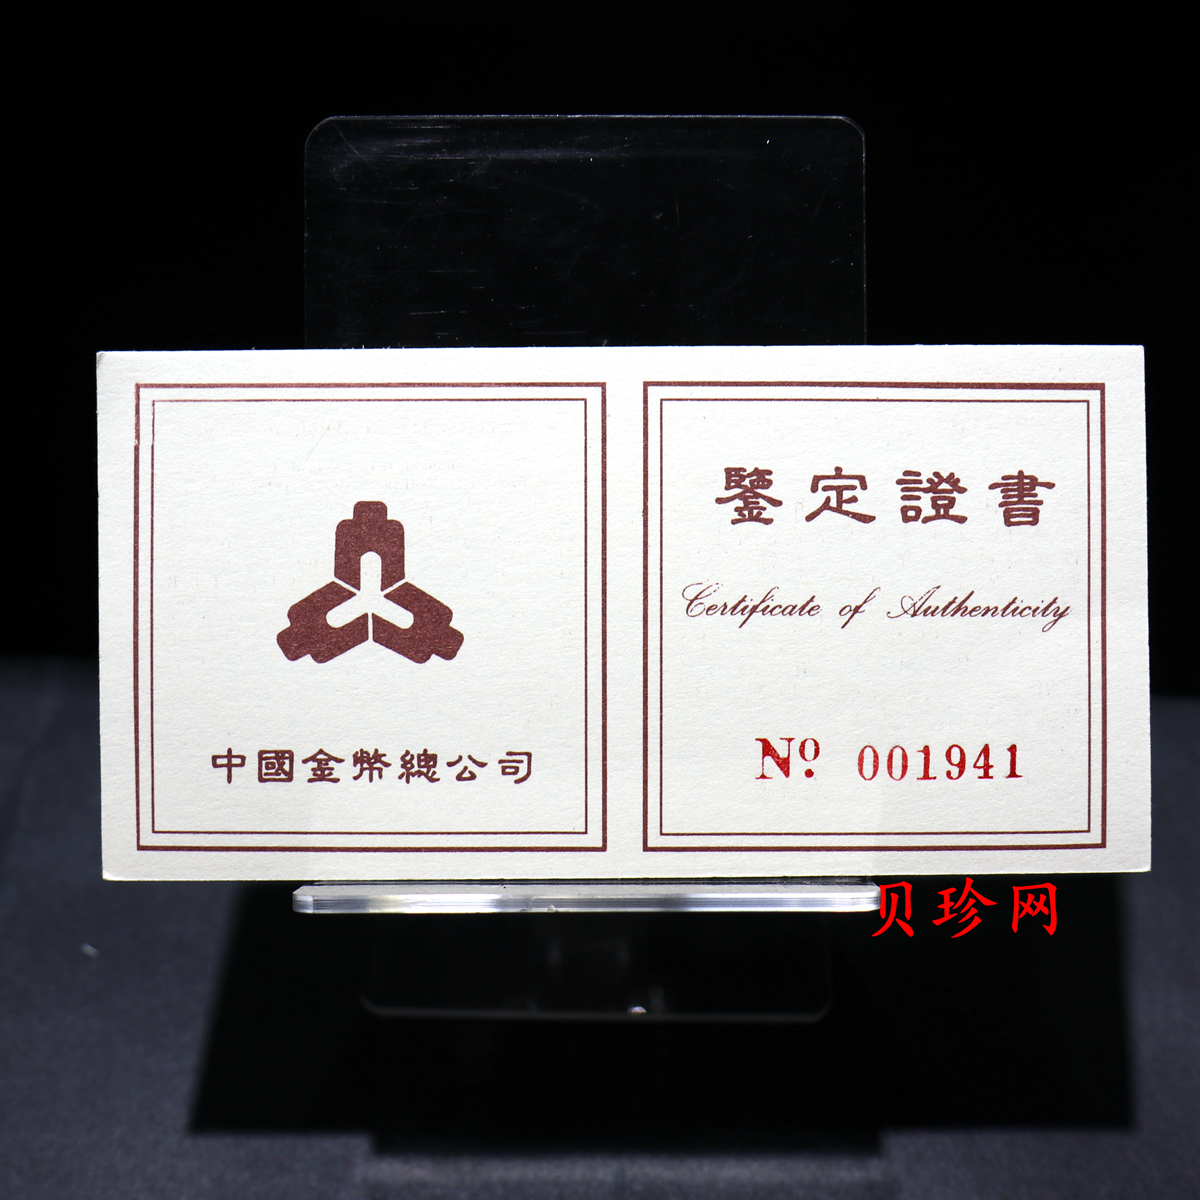 中國金幣總公司
鑒定證書
Certificate of Authenticity
Nº. 001941
贝珍网